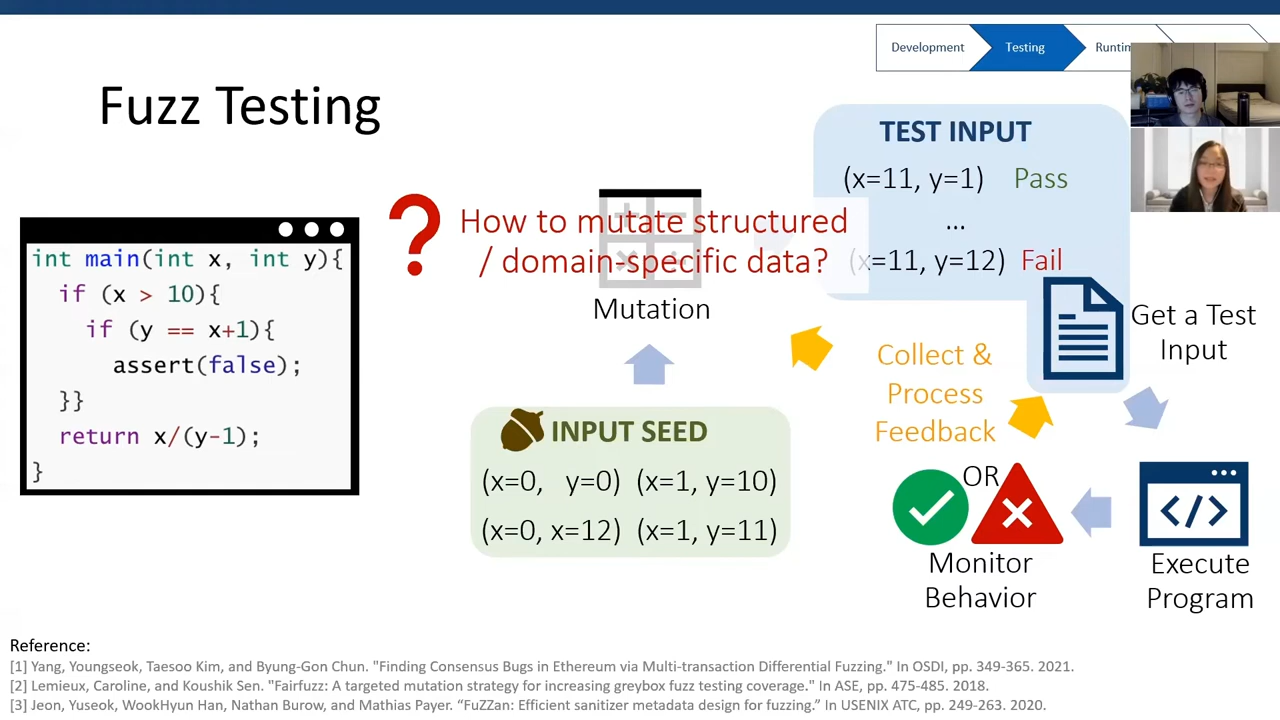 Development
Testing
Fuzz Testing
TEST INPUT
(x=11, y=1) Pass
...
(x=11, y=12) Fail
int main(int x, int y){
if (x > 10){
if (y == x+1){
assert(false);
}}
return x/(y-1);
}
? How to mutate structured
/ domain-specific data?
Mutation
Get a Test
Input
Collect &
Process
Feedback
INPUT SEED
(x=0, y=0) (x=1, y=10)
(x=0, x=12) (x=1, y=11)
OR
</>
Monitor
Behavior
Execute
Program
Reference:
[1] Yang, Youngseok, Taesoo Kim, and Byung-Gon Chun. "Finding Consensus Bugs in Ethereum via Multi-transaction Differential Fuzzing." In OSDI, pp. 349-365. 2021.
[2] Lemieux, Caroline, and Koushik Sen. "Fairfuzz: A targeted mutation strategy for increasing greybox fuzz testing coverage." In ASE, pp. 475-485. 2018.
[3] Jeon, Yuseok, WookHyun Han, Nathan Burow, and Mathias Payer. “FuZZan: Efficient sanitizer metadata design for fuzzing.” In USENIX ATC, pp. 249-263. 2020.